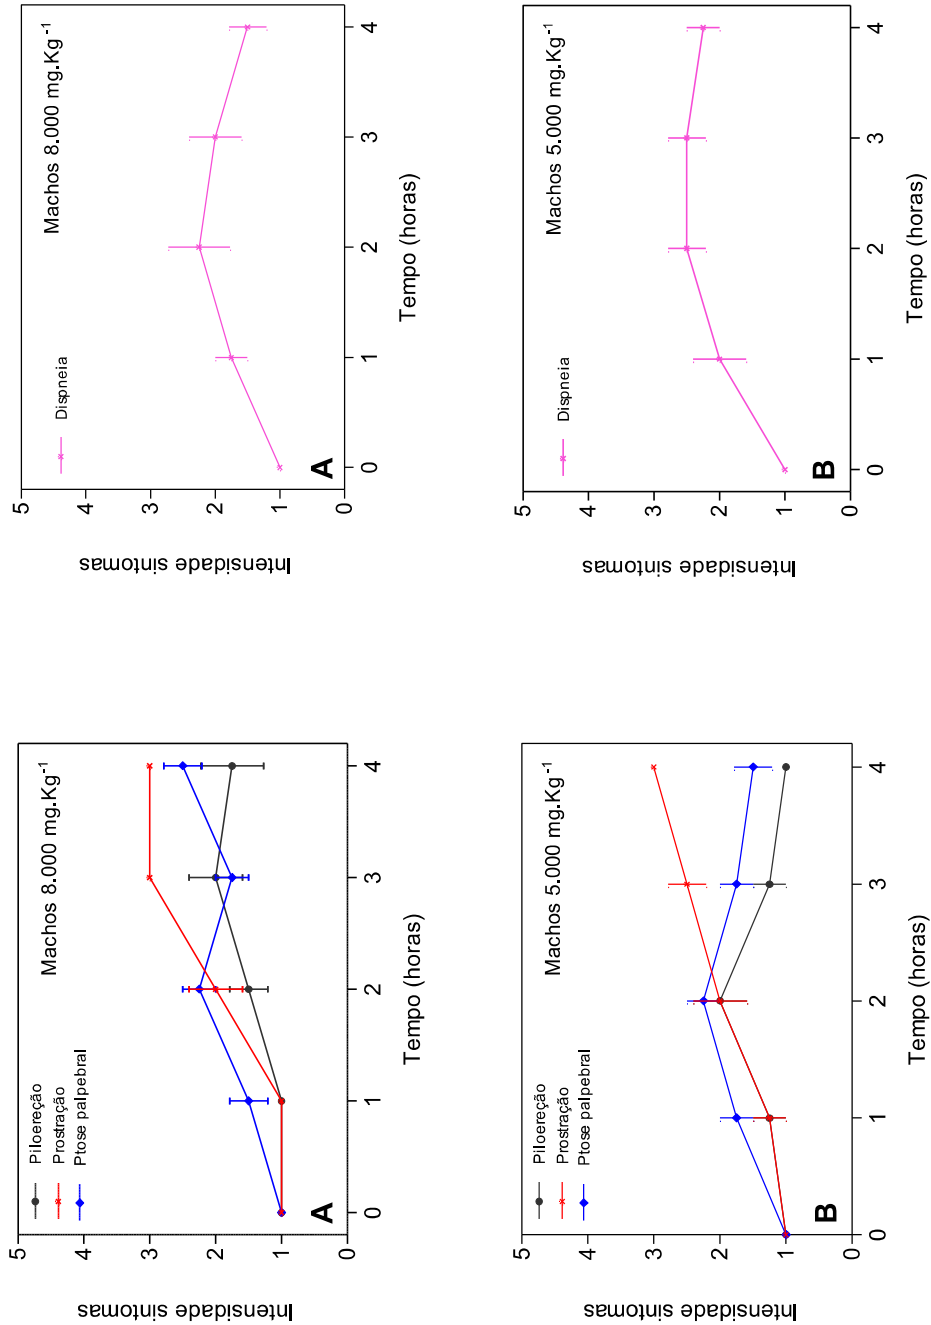 Intensidade sintomas
5
4
3
2
1
0
Piloereção
Prostração
Ptose palpebral
Machos 8.000 mg.Kg-1
A
0 1 2 3 4
Tempo (horas)
Intensidade sintomas
5
4
3
2
1
0
Dispneia
Machos 8.000 mg.Kg-1
A
0 1 2 3 4
Tempo (horas)
Intensidade sintomas
5
4
3
2
1
0
Piloereção
Prostração
Ptose palpebral
Machos 5.000 mg.Kg-1
B
0 1 2 3 4
Tempo (horas)
Intensidade sintomas
5
4
3
2
1
0
Dispneia
Machos 5.000 mg.Kg-1
B
0 1 2 3 4
Tempo (horas)